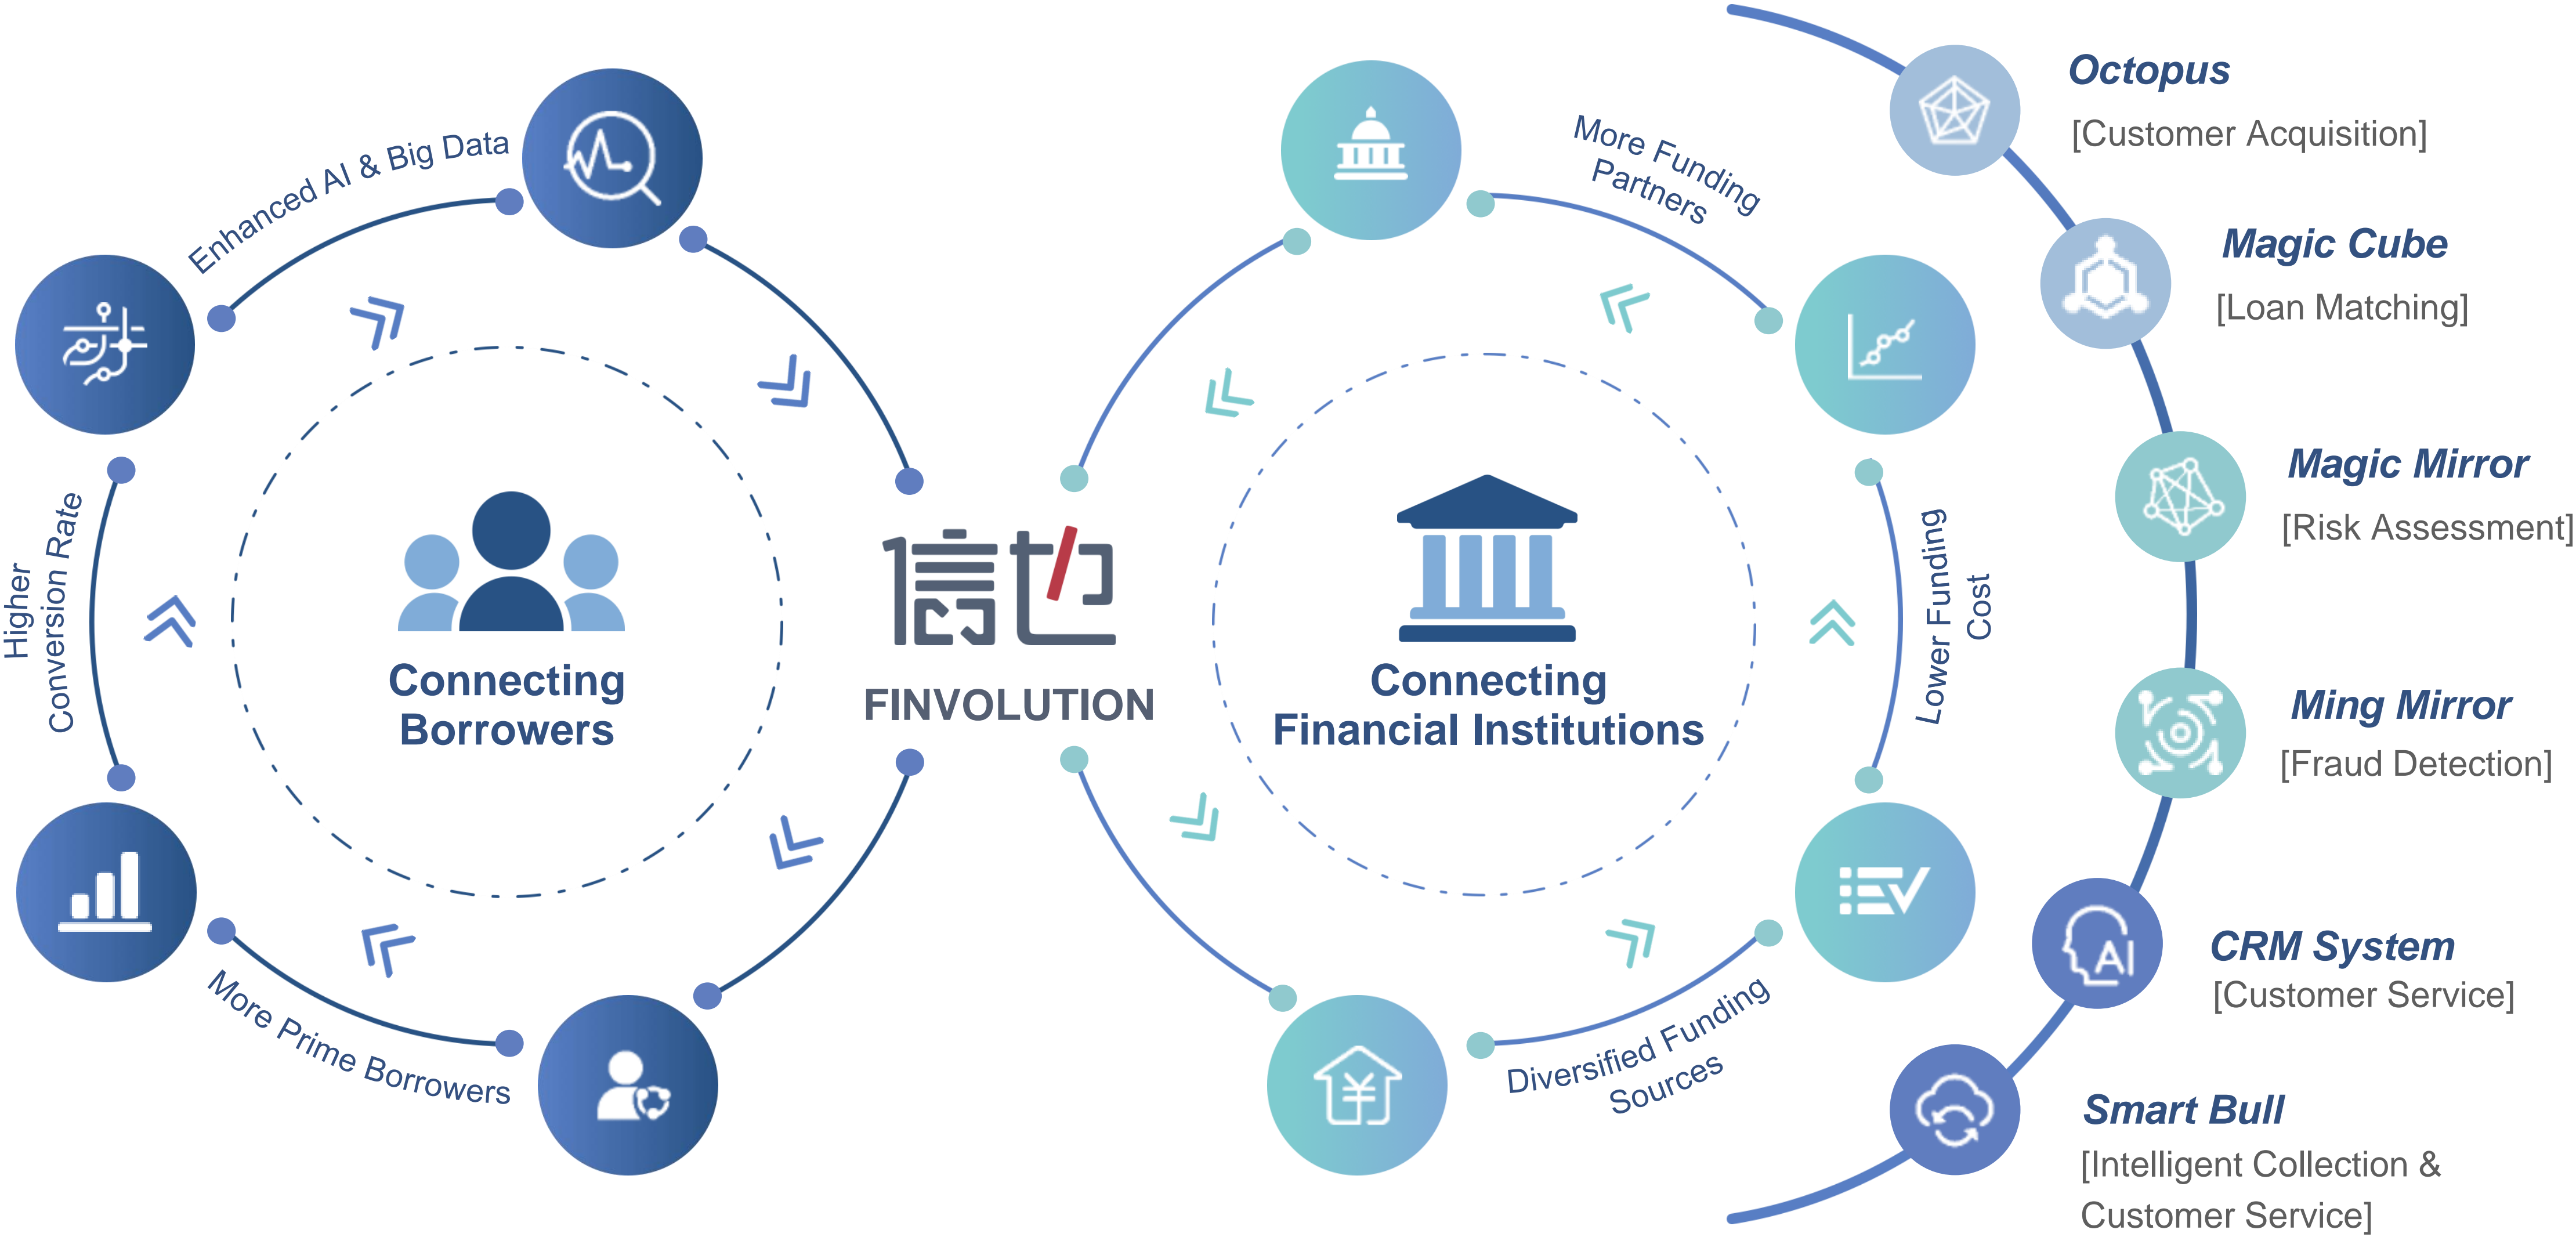 Enhanced AI & Big Data
Higher
Conversion Rate
More Prime Borrowers
Connecting
Borrowers
信也
FINVOLUTION
More Funding
Partners
Lower Funding
Cost
Diversified Funding
Sources
Connecting
Financial Institutions
¥
Octopus
[Customer Acquisition]
Magic Cube
[Loan Matching]
Magic Mirror
[Risk Assessment]
Ming Mirror
[Fraud Detection]
AI
CRM System
[Customer Service]
Smart Bull
[Intelligent Collection &
Customer Service]